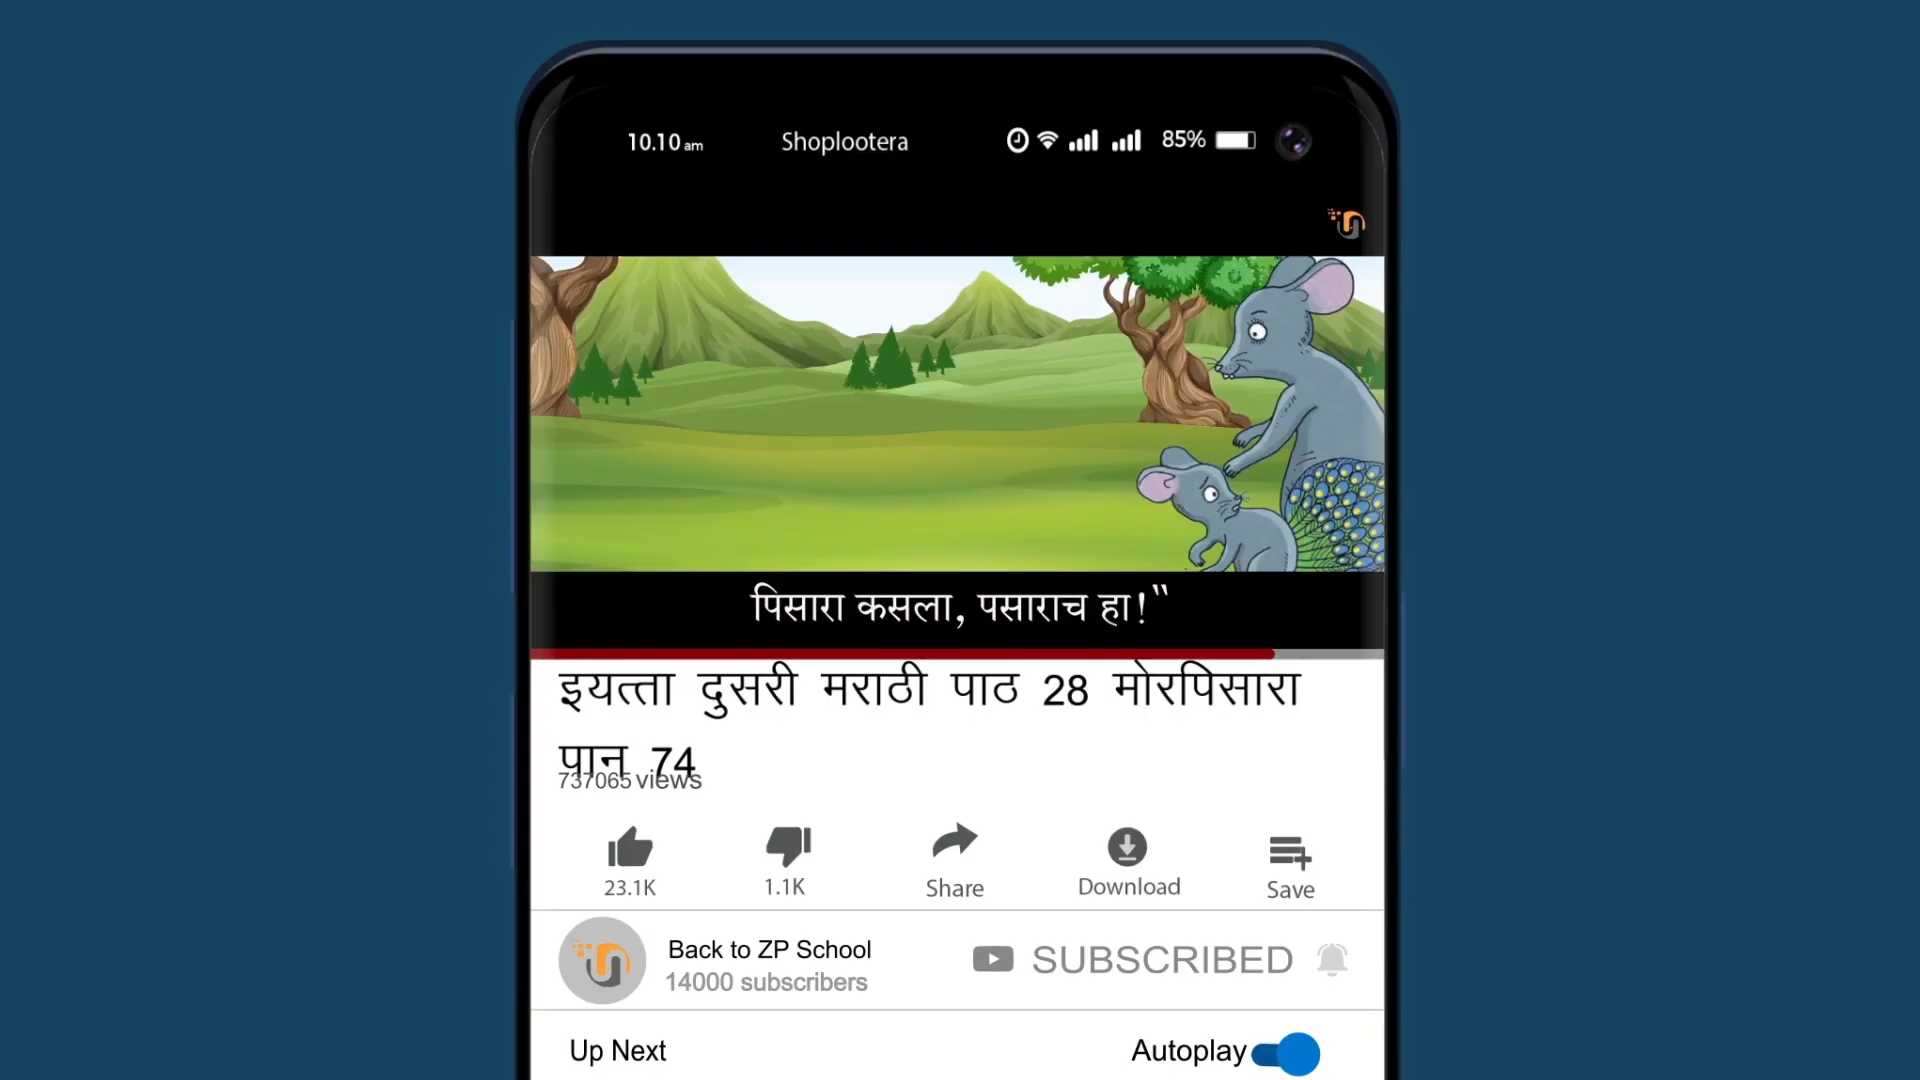 10.10 am Shoplootera 85%
पिसारा कसला, पसाराच हा!"
इयत्ता दुसरी मराठी पाठ 28 मोरपिसारा
पान 74
737065 views
23.1K 1.1K Share Download Save
Back to ZP School SUBSCRIBED
14000 subscribers
Up Next Autoplay